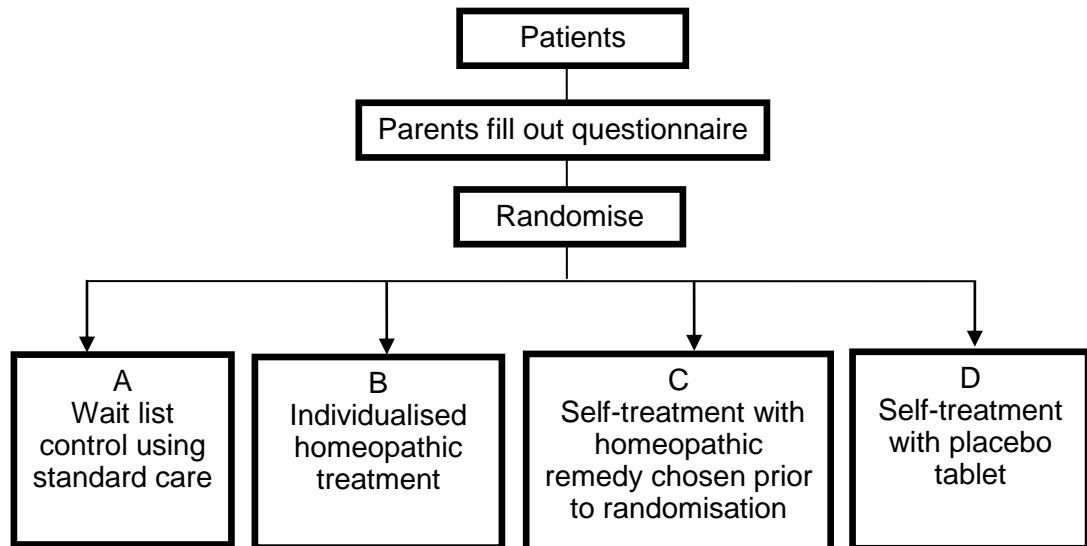 Patients
Parents fill out questionnaire
Randomise
A
Wait list
control using
standard care
B
Individualised
homeopathic
treatment
C
Self-treatment with
homeopathic
remedy chosen prior
to randomisation
D
Self-treatment
with placebo
tablet